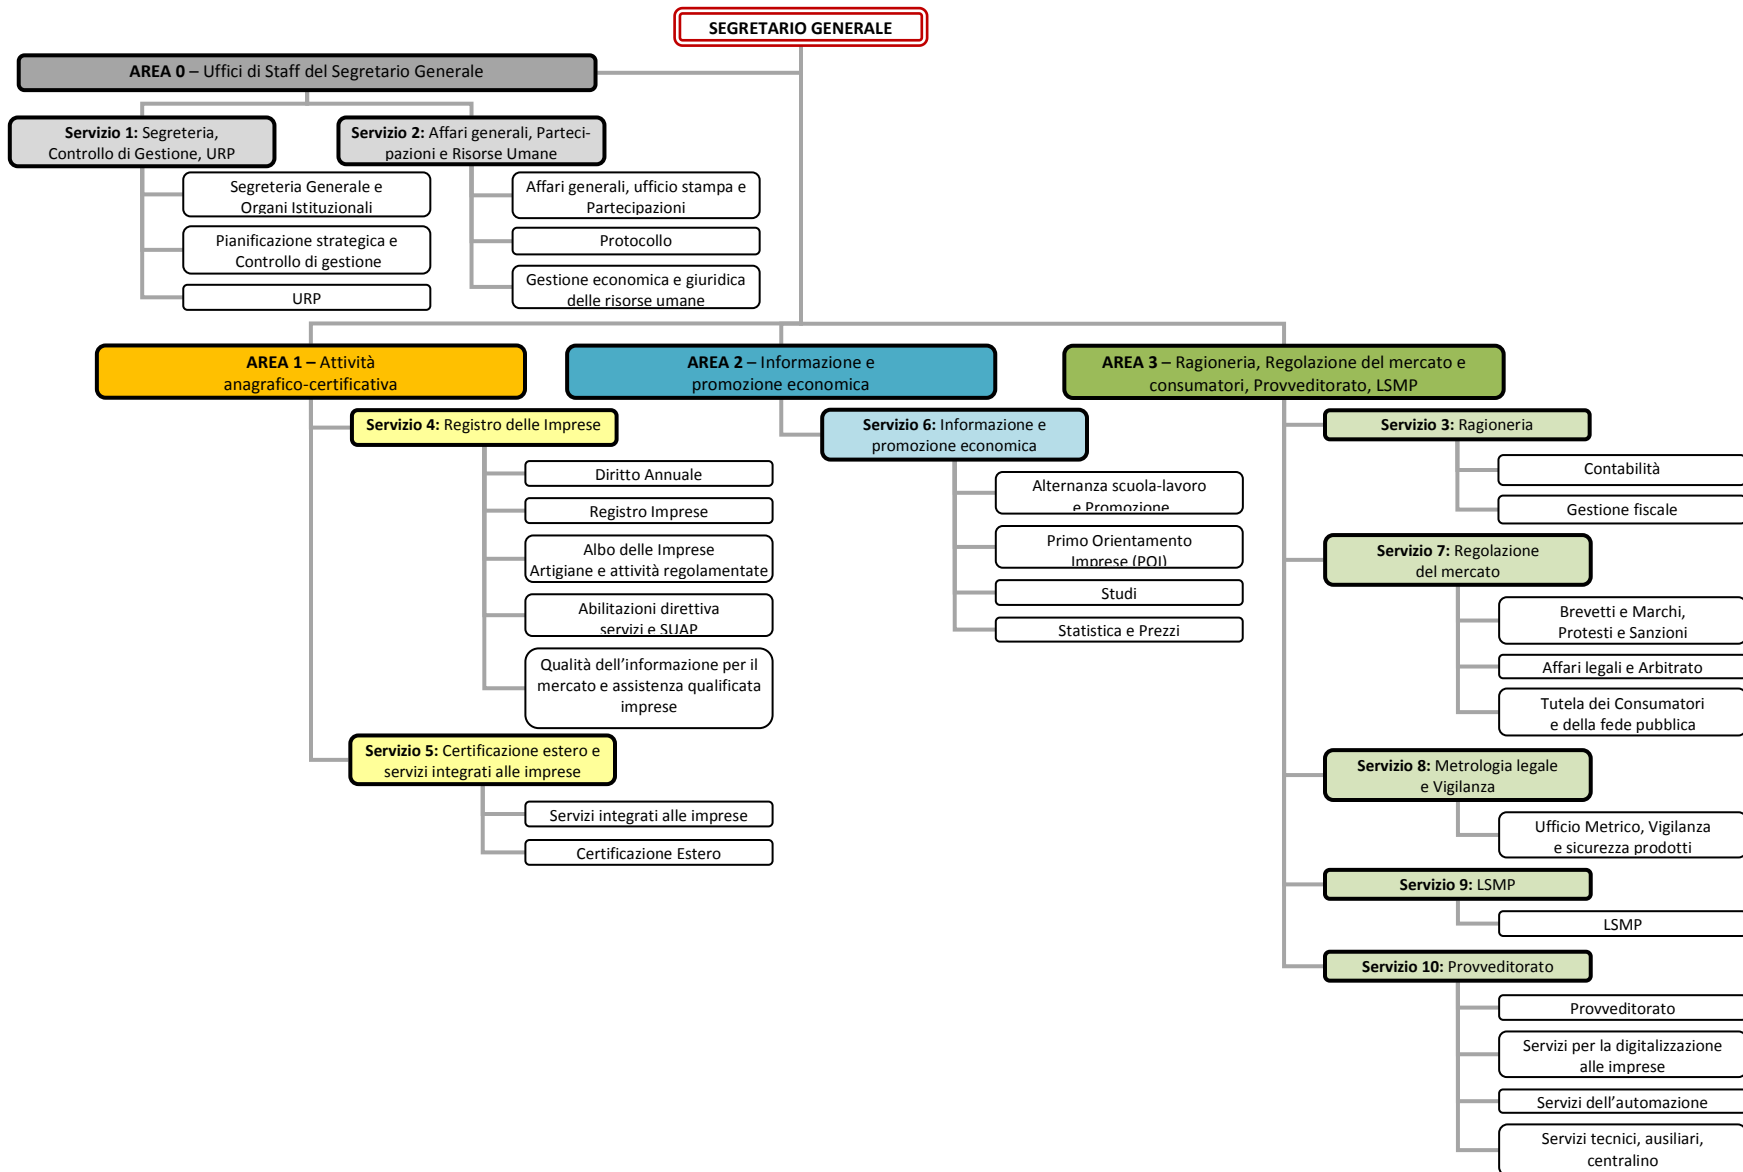 SEGRETARIO GENERALE
AREA 0 – Uffici di Staff del Segretario Generale
Servizio 1: Segreteria,
Controllo di Gestione, URP
Segreteria Generale e
Organi Istituzionali
Pianificazione strategica e
Controllo di gestione
URP
Servizio 2: Affari generali, Parteci-
pazioni e Risorse Umane
Affari generali, ufficio stampa e
Partecipazioni
Protocollo
Gestione economica e giuridica
delle risorse umane
AREA 1 – Attività
anagrafico-certificativa
Servizio 4: Registro delle Imprese
Diritto Annuale
Registro Imprese
Albo delle Imprese
Artigiane e attività regolamentate
Abilitazioni direttiva
servizi e SUAP
Qualità dell’informazione per il
mercato e assistenza qualificata
imprese
Servizio 5: Certificazione estero e
servizi integrati alle imprese
Servizi integrati alle imprese
Certificazione Estero
AREA 2 – Informazione e
promozione economica
Servizio 6: Informazione e
promozione economica
Alternanza scuola-lavoro
e Promozione
Primo Orientamento
Imprese (POI)
Studi
Statistica e Prezzi
AREA 3 – Ragioneria, Regolazione del mercato e
consumatori, Provveditorato, LSMP
Servizio 3: Ragioneria
Contabilità
Gestione fiscale
Servizio 7: Regolazione
del mercato
Brevetti e Marchi,
Protesti e Sanzioni
Affari legali e Arbitrato
Tutela dei Consumatori
e della fede pubblica
Servizio 8: Metrologia legale
e Vigilanza
Ufficio Metrico, Vigilanza
e sicurezza prodotti
Servizio 9: LSMP
LSMP
Servizio 10: Provveditorato
Provveditorato
Servizi per la digitalizzazione
alle imprese
Servizi dell’automazione
Servizi tecnici, ausiliari,
centralino